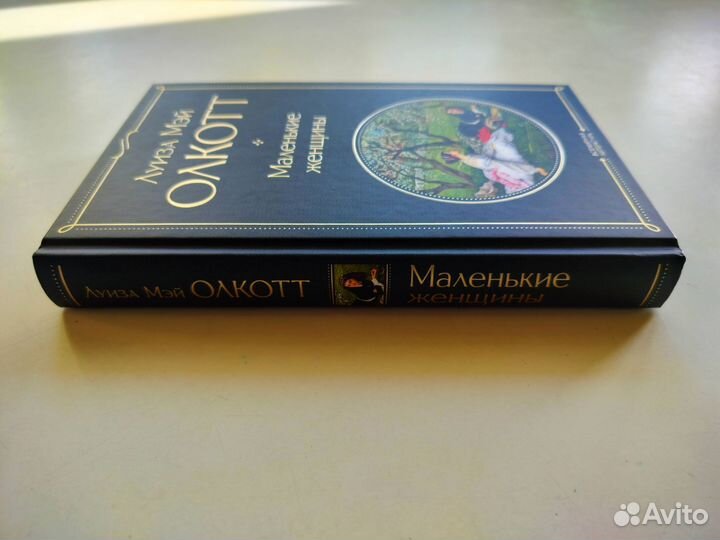 Луиза Мэй
ОЛКОТТ
Маленькие
женщины
Луиза Мэй ОЛКОТТ
Маленькие
женщины
Avito